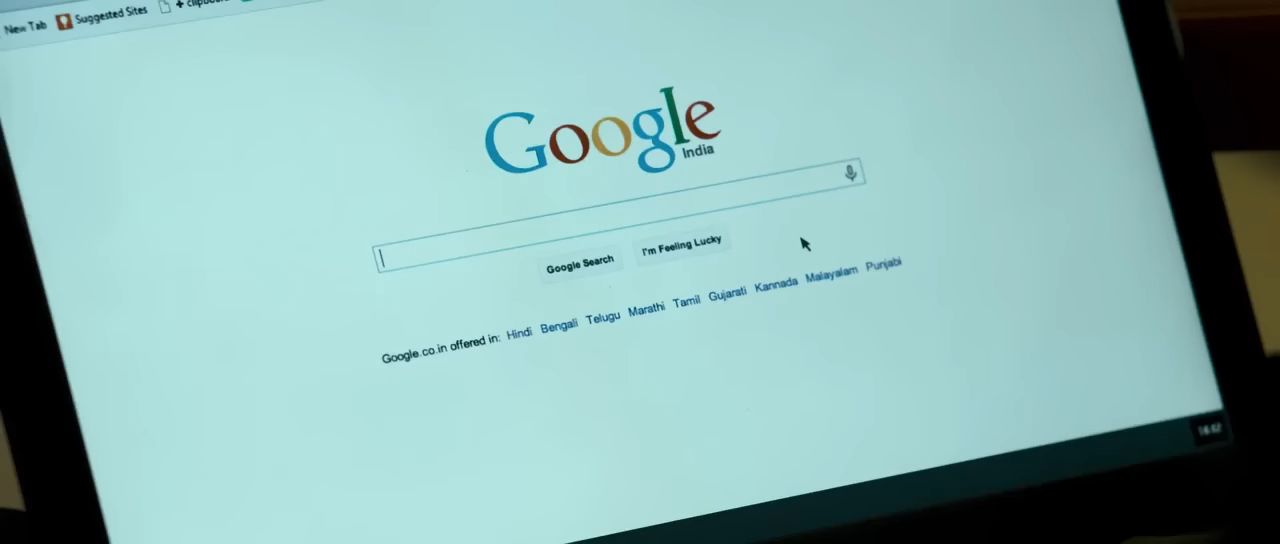 New Tab Suggested Sites
Google
India
Google Search I'm Feeling Lucky
Google.co.in offered in: Hindi Bengali Telugu Marathi Tamil Gujarati Kannada Malayalam Punjabi